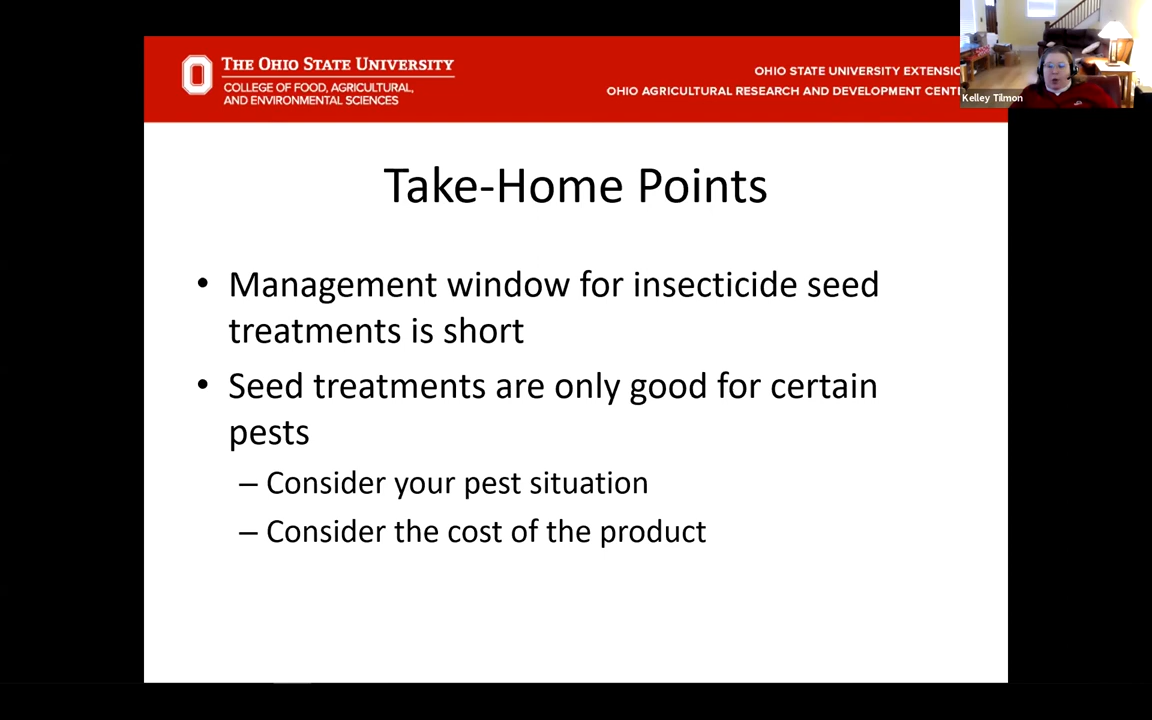 THE OHIO STATE UNIVERSITY
COLLEGE OF FOOD, AGRICULTURAL,
AND ENVIRONMENTAL SCIENCES
OHIO STATE UNIVERSITY EXTENSIO
OHIO AGRICULTURAL RESEARCH AND DEVELOPMENT CENT
Kelley Tilmon
Take-Home Points
• Management window for insecticide seed
treatments is short
• Seed treatments are only good for certain
pests
– Consider your pest situation
– Consider the cost of the product